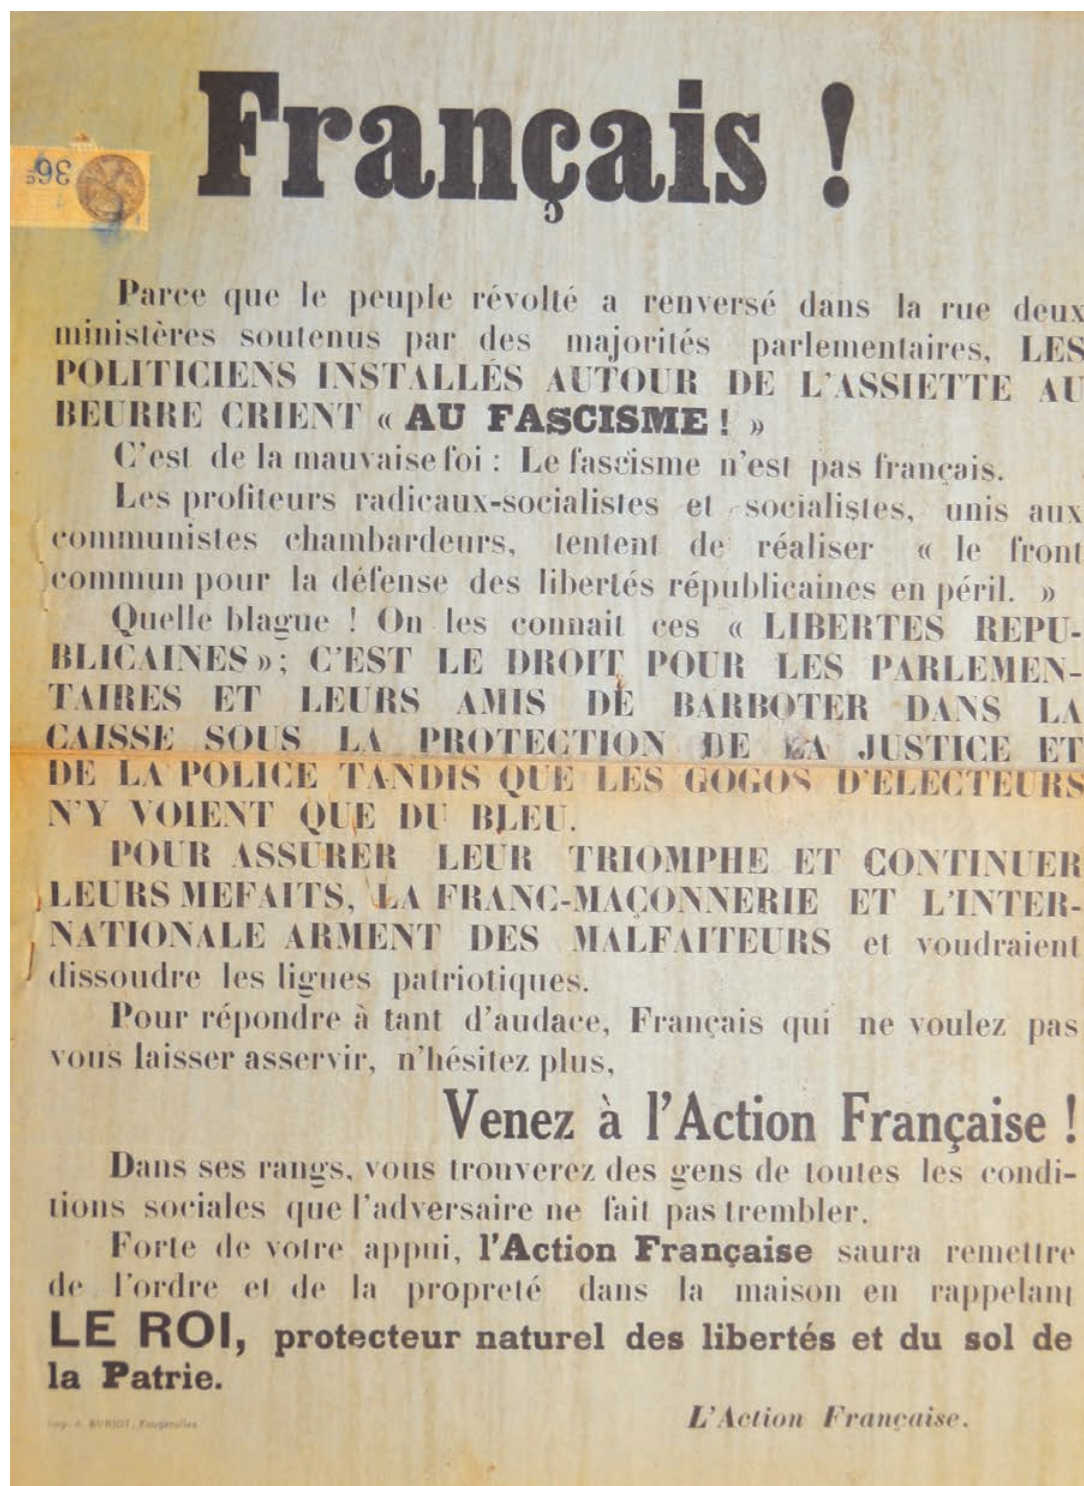 Français !
36
Parce que le peuple révolté a renversé dans la rue deux
ministères soutenus par des majorités parlementaires, LES
POLITICIENS INSTALLÉS AUTOUR DE L'ASSIETTE AU
BEURRE CRIENT « AU FASCISME ! »
C'est de la mauvaise foi : Le fascisme n'est pas français.
Les profiteurs radicaux-socialistes et socialistes, unis aux
communistes chambardeurs, tentent de réaliser « le front
commun pour la défense des libertés républicaines en péril. »
Quelle blague ! On les connait ces « LIBERTES REPU-
BLICAINES » ; C'EST LE DROIT POUR LES PARLEMEN-
TAIRES ET LEURS AMIS DE BARBOTER DANS LA
CAISSE SOUS LA PROTECTION DE LA JUSTICE ET
DE LA POLICE TANDIS QUE LES GOGOS D'ELECTEURS
N'Y VOIENT QUE DU BLEU.
POUR ASSURER LEUR TRIOMPHE ET CONTINUER
LEURS MEFAITS, LA FRANC-MAÇONNERIE ET L'INTER-
NATIONALE ARMENT DES MALFAITEURS et voudraient
dissoudre les ligues patriotiques.
Pour répondre à tant d'audace, Français qui ne voulez pas
vous laisser asservir, n'hésitez plus,
Venez à l'Action Française !
Dans ses rangs, vous trouverez des gens de toutes les condi-
tions sociales que l'adversaire ne fait pas trembler.
Forte de votre appui, l'Action Française saura remettre
de l'ordre et de la propreté dans la maison en rappelant
LE ROI, protecteur naturel des libertés et du sol de
la Patrie.
L'Action Française.
Imp. A. BURIOT, Fougerolles